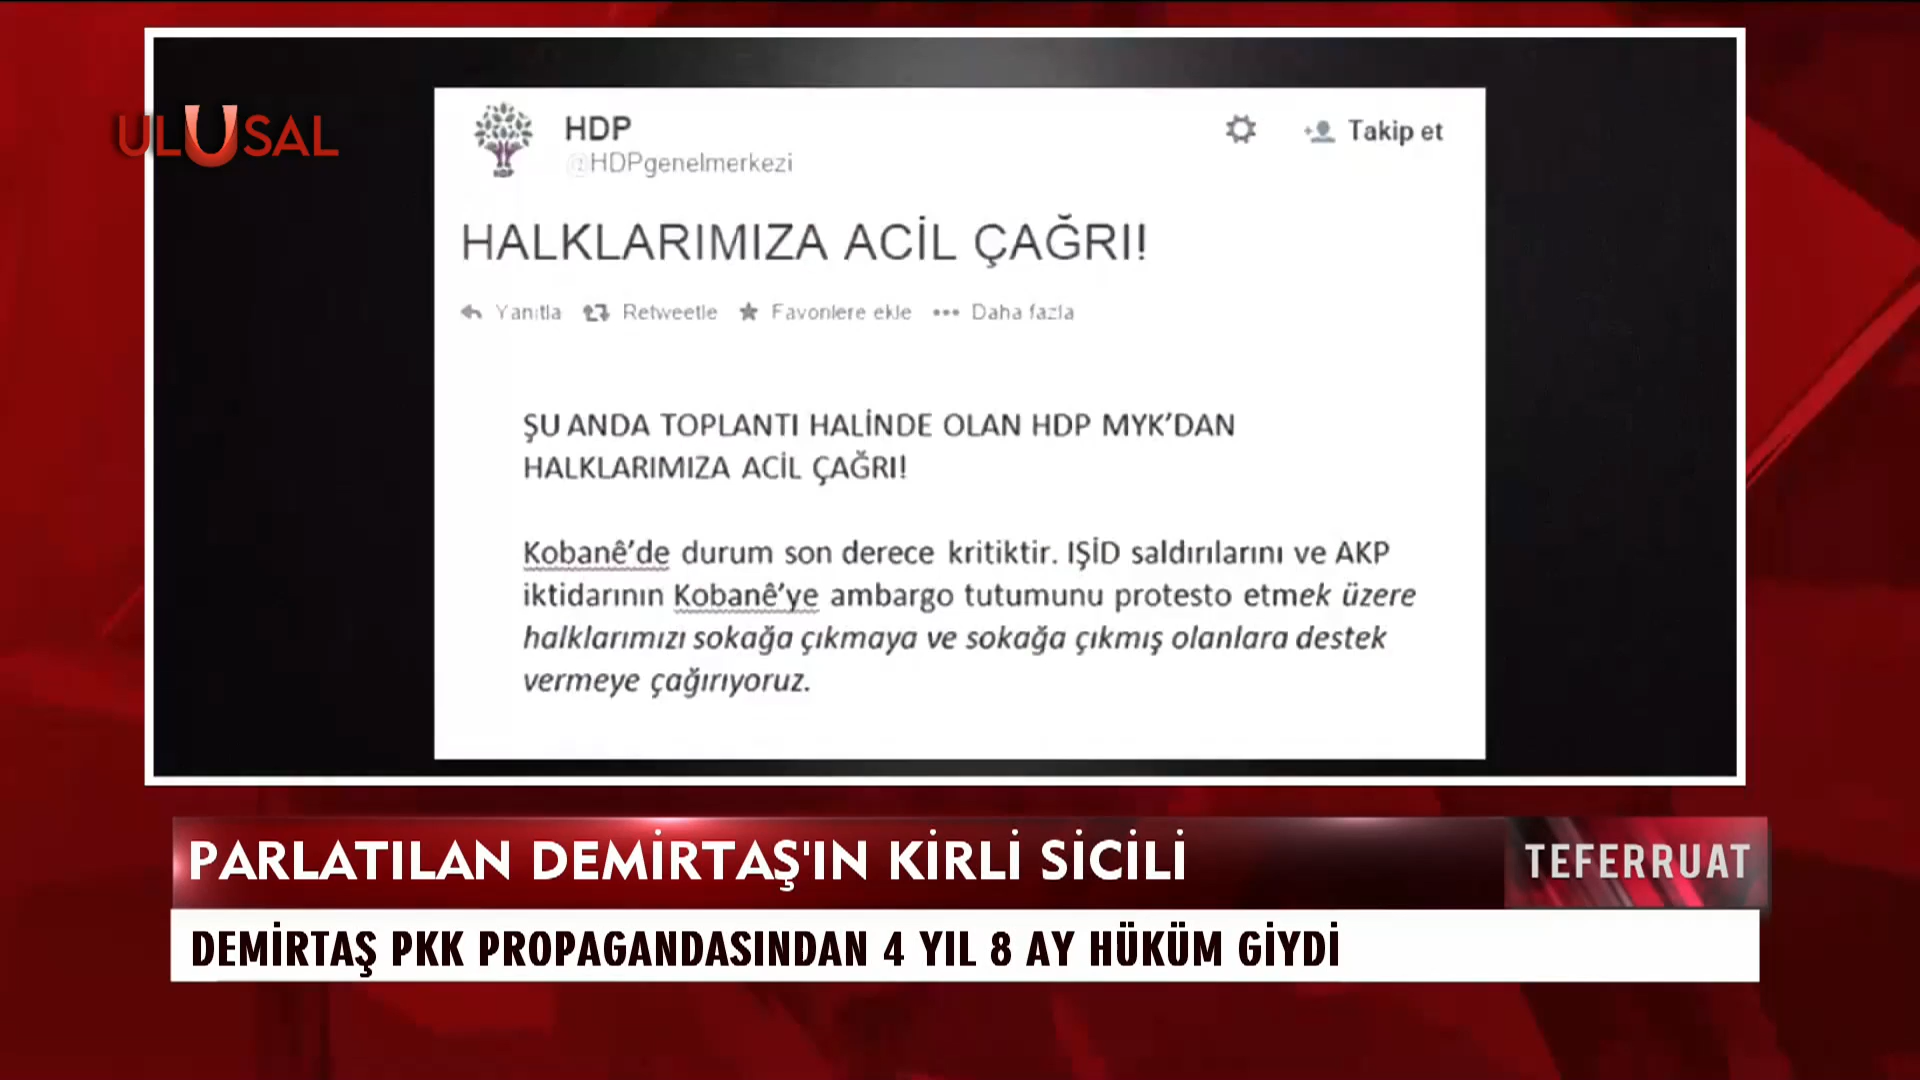 ULUSAL
HDP
@HDPgenelmerkezi
Takip et
HALKLARIMIZA ACİL ÇAĞRI!
Yanıtla Retweetle Favorilere ekle Daha fazla
ŞU ANDA TOPLANTI HALİNDE OLAN HDP MYK'DAN
HALKLARIMIZA ACİL ÇAĞRI!
Kobanê'de durum son derece kritiktir. IŞİD saldırılarını ve AKP
iktidarının Kobanê'ye ambargo tutumunu protesto etmek üzere
halklarımızı sokağa çıkmaya ve sokağa çıkmış olanlara destek
vermeye çağırıyoruz.
PARLATILAN DEMİRTAŞ'IN KİRLİ SİCİLİ
TEFERRUAT
DEMİRTAŞ PKK PROPAGANDASINDAN 4 YIL 8 AY HÜKÜM GİYDİ